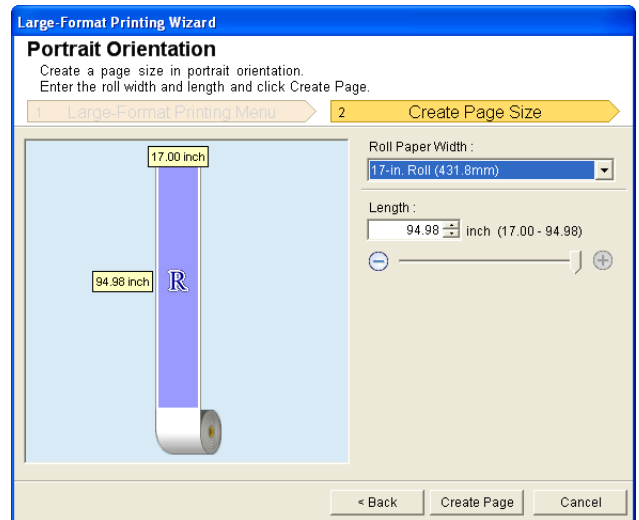 Large-Format Printing Wizard
Portrait Orientation
Create a page size in portrait orientation.
Enter the roll width and length and click Create Page.
1 Large-Format Printing Menu
2 Create Page Size
17.00 inch
94.98 inch
R
Roll Paper Width :
17-in. Roll (431.8mm)
Length :
94.98 inch (17.00 - 94.98)
< Back Create Page Cancel